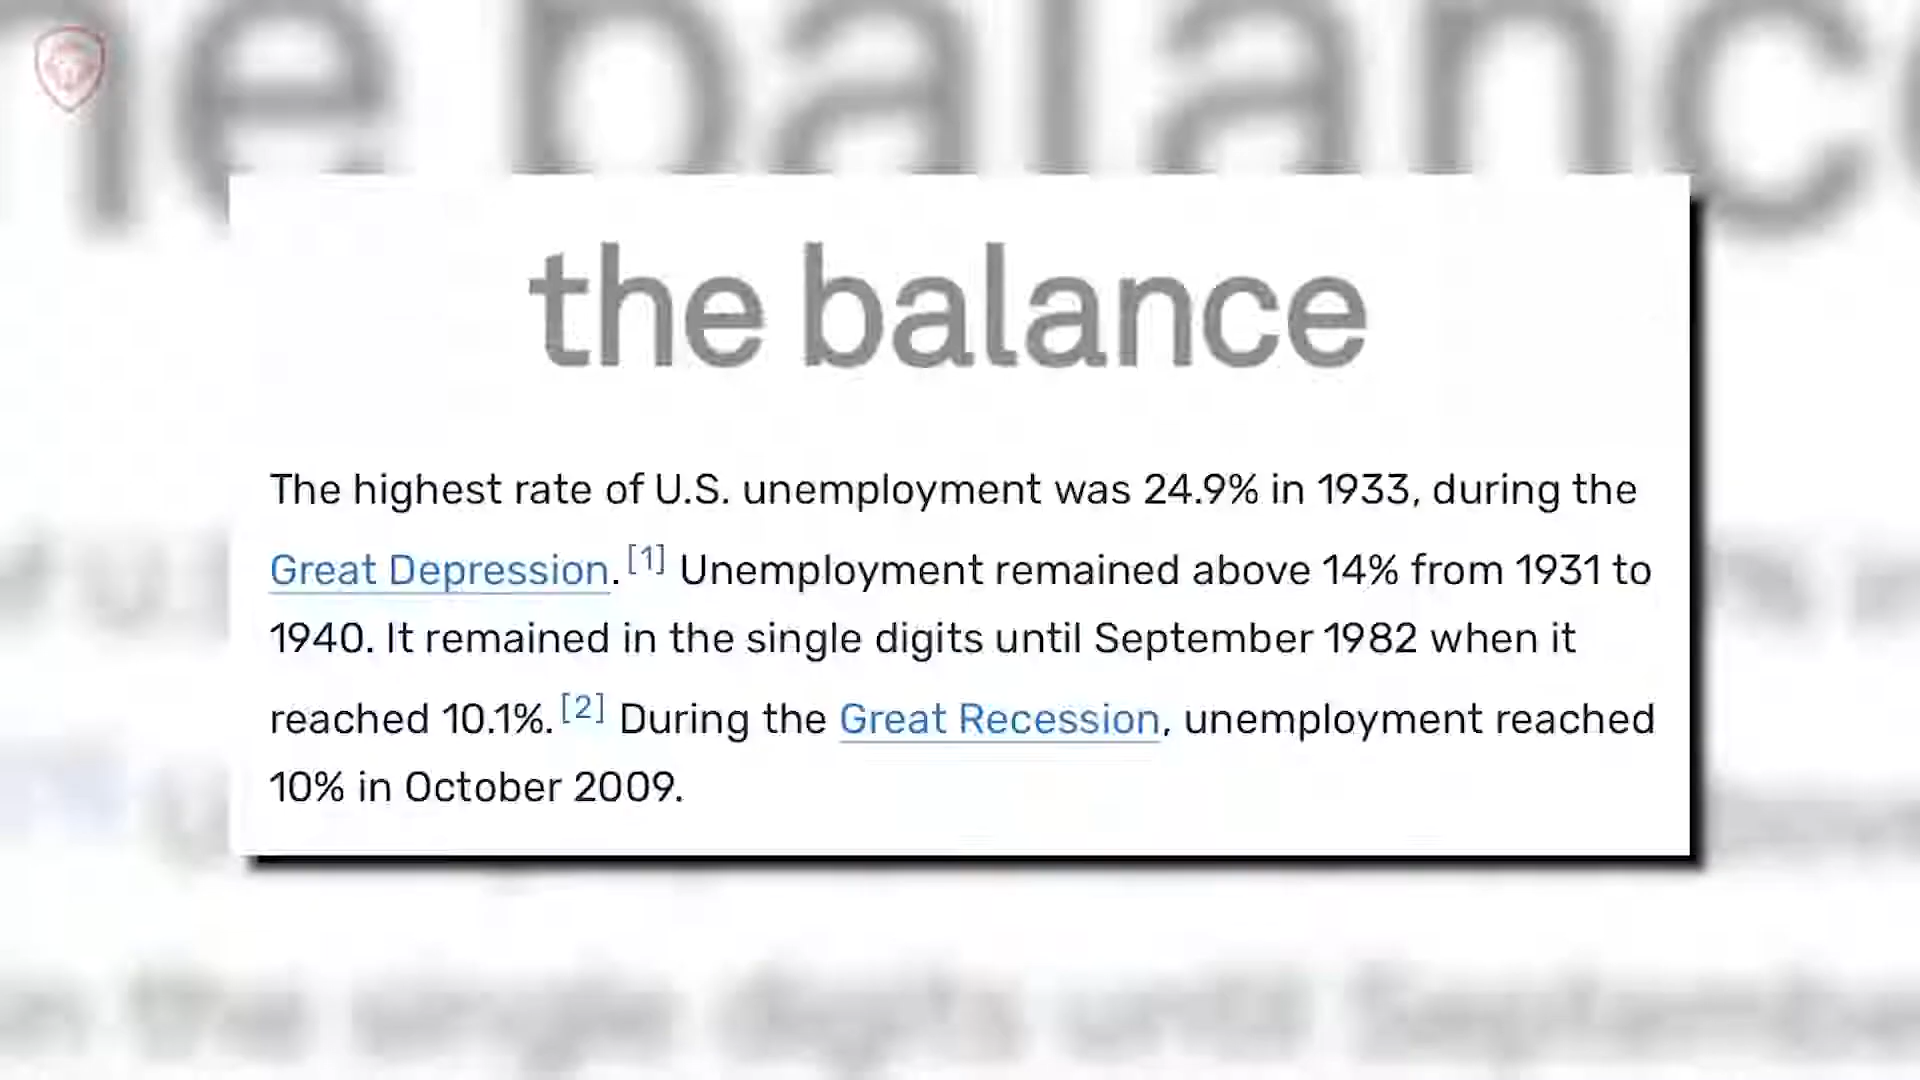 the balance
The highest rate of U.S. unemployment was 24.9% in 1933, during the
Great Depression.[1] Unemployment remained above 14% from 1931 to
1940. It remained in the single digits until September 1982 when it
reached 10.1%.[2] During the Great Recession, unemployment reached
10% in October 2009.